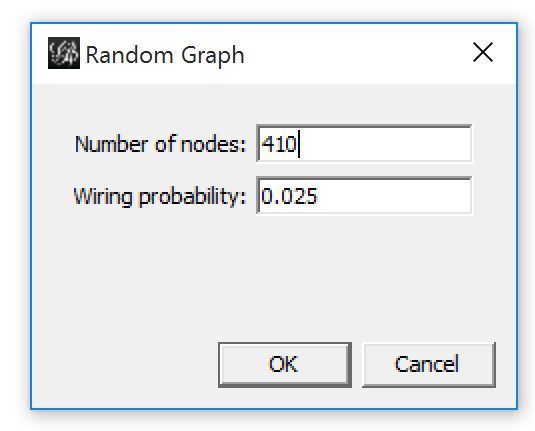 Random Graph
Number of nodes: 410
Wiring probability: 0.025
OK Cancel